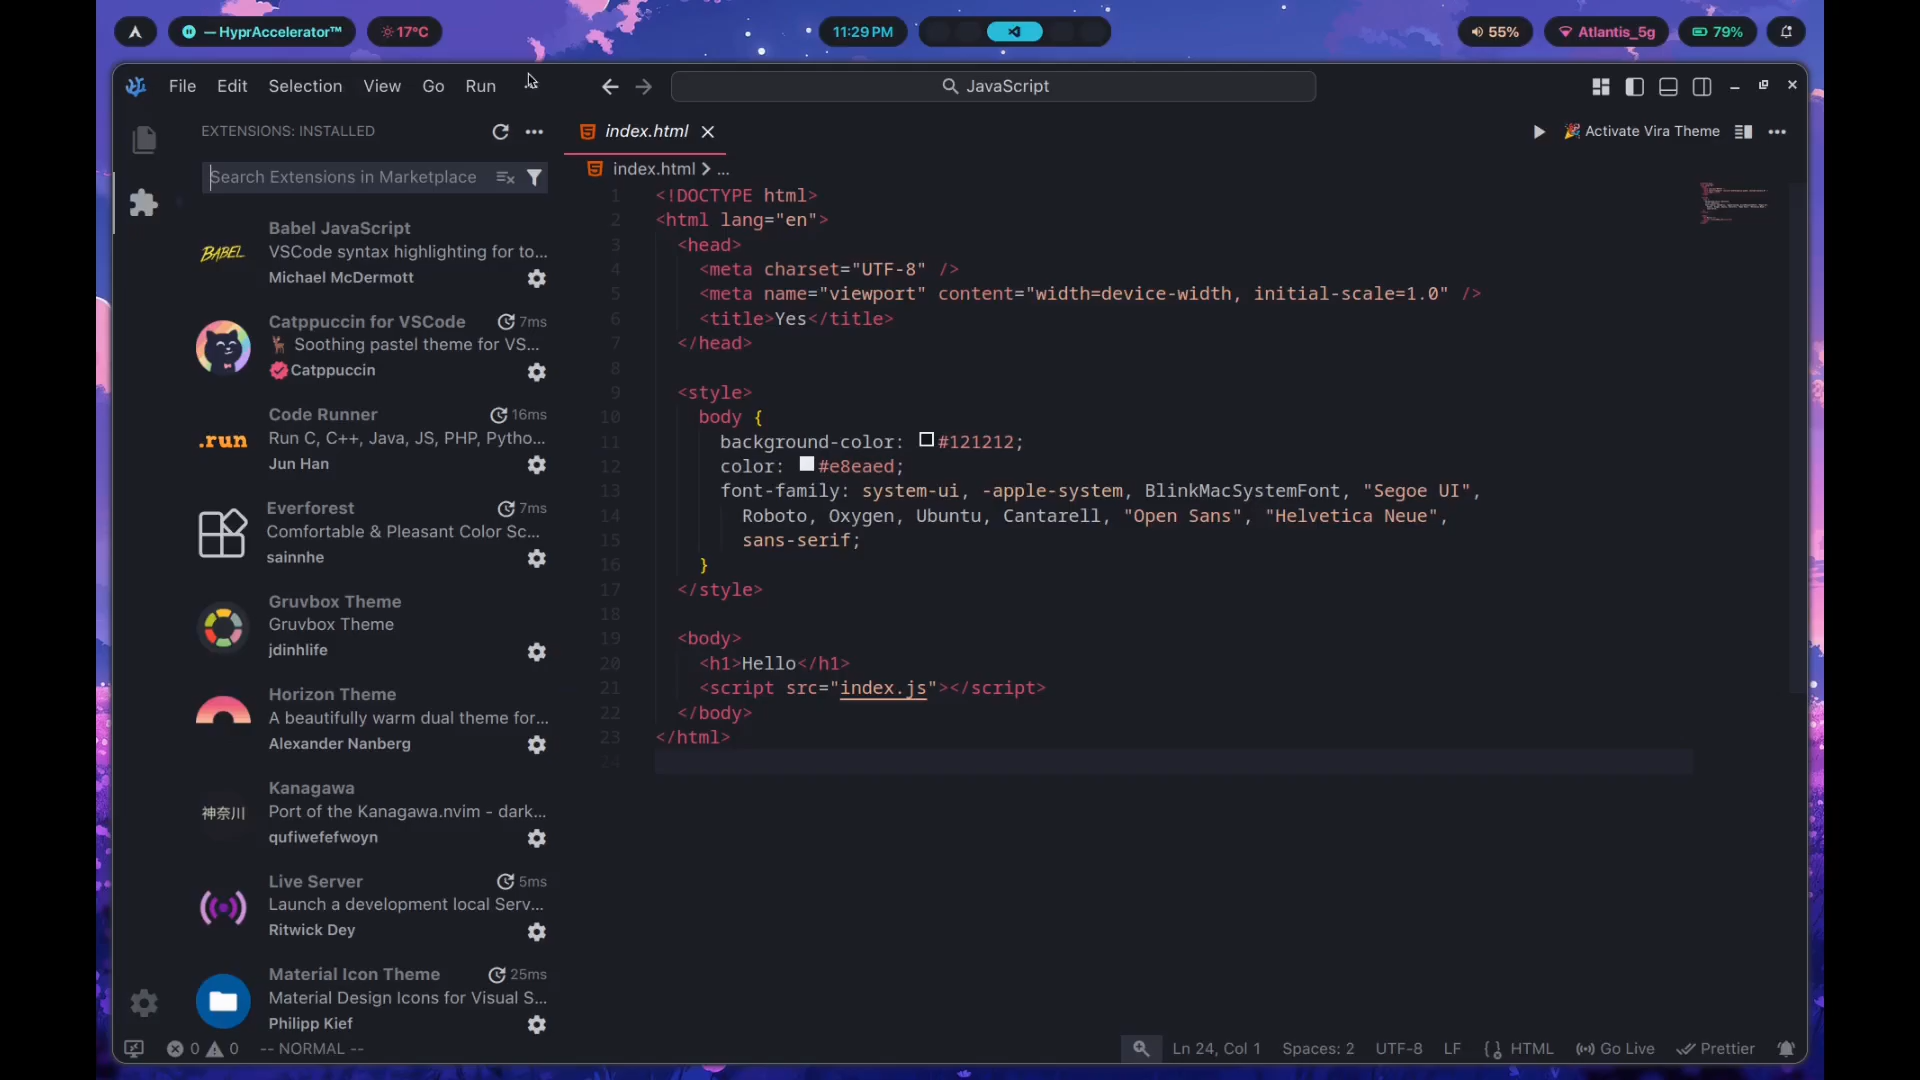 — HyprAccelerator™
17°C
11:29 PM
55%
Atlantis_5g
79%
File Edit Selection View Go Run
JavaScript
EXTENSIONS: INSTALLED
Search Extensions in Marketplace
Babel JavaScript
VSCode syntax highlighting for to...
BABEL
Michael McDermott
Catppuccin for VSCode 7ms
Soothing pastel theme for VS...
Catppuccin
Code Runner 16ms
.run
Run C, C++, Java, JS, PHP, Pytho...
Jun Han
Everforest 7ms
Comfortable & Pleasant Color Sc...
sainnhe
Gruvbox Theme
Gruvbox Theme
jdinhlife
Horizon Theme
A beautifully warm dual theme for...
Alexander Nanberg
Kanagawa
神奈川
Port of the Kanagawa.nvim - dark...
qufiwefefwoyn
Live Server 5ms
Launch a development local Serv...
Ritwick Dey
Material Icon Theme 25ms
Material Design Icons for Visual S...
Philipp Kief
index.html
Activate Vira Theme
index.html > ...
1 <!DOCTYPE html>
2 <html lang="en">
3 <head>
4 <meta charset="UTF-8" />
5 <meta name="viewport" content="width=device-width, initial-scale=1.0" />
6 <title>Yes</title>
7 </head>
8
9 <style>
10 body {
11 background-color: #121212;
12 color: #e8eaed;
13 font-family: system-ui, -apple-system, BlinkMacSystemFont, "Segoe UI",
14 Roboto, Oxygen, Ubuntu, Cantarell, "Open Sans", "Helvetica Neue",
15 sans-serif;
16 }
17 </style>
18
19 <body>
20 <h1>Hello</h1>
21 <script src="index.js"></script>
22 </body>
23 </html>
24
0 0 -- NORMAL --
Ln 24, Col 1 Spaces: 2 UTF-8 LF {} HTML Go Live Prettier